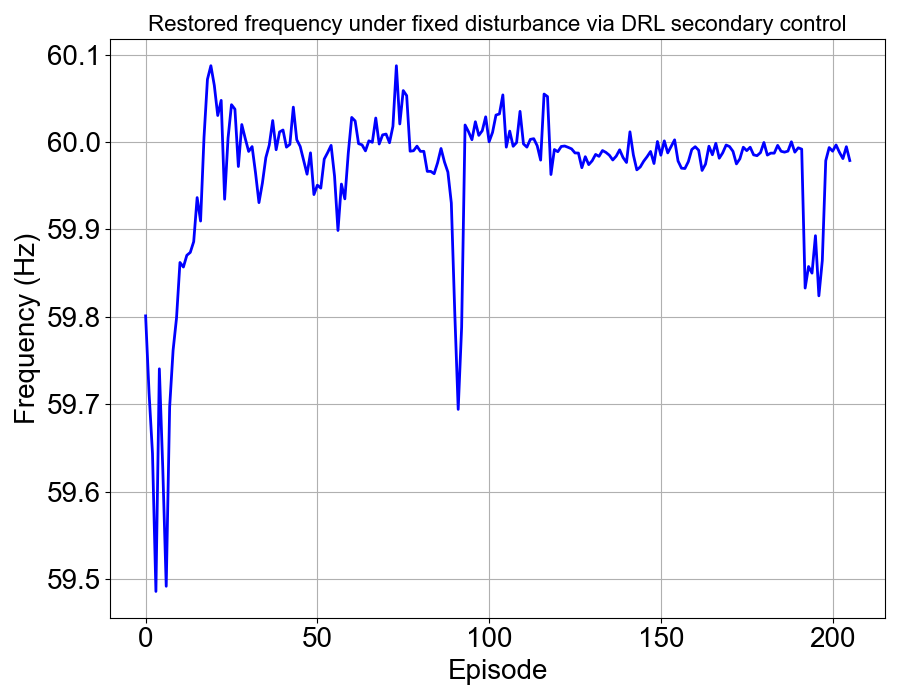 Restored frequency under fixed disturbance via DRL secondary control
60.1
60.0
59.9
59.8
59.7
59.6
59.5
Frequency (Hz)
0 50 100 150 200
Episode